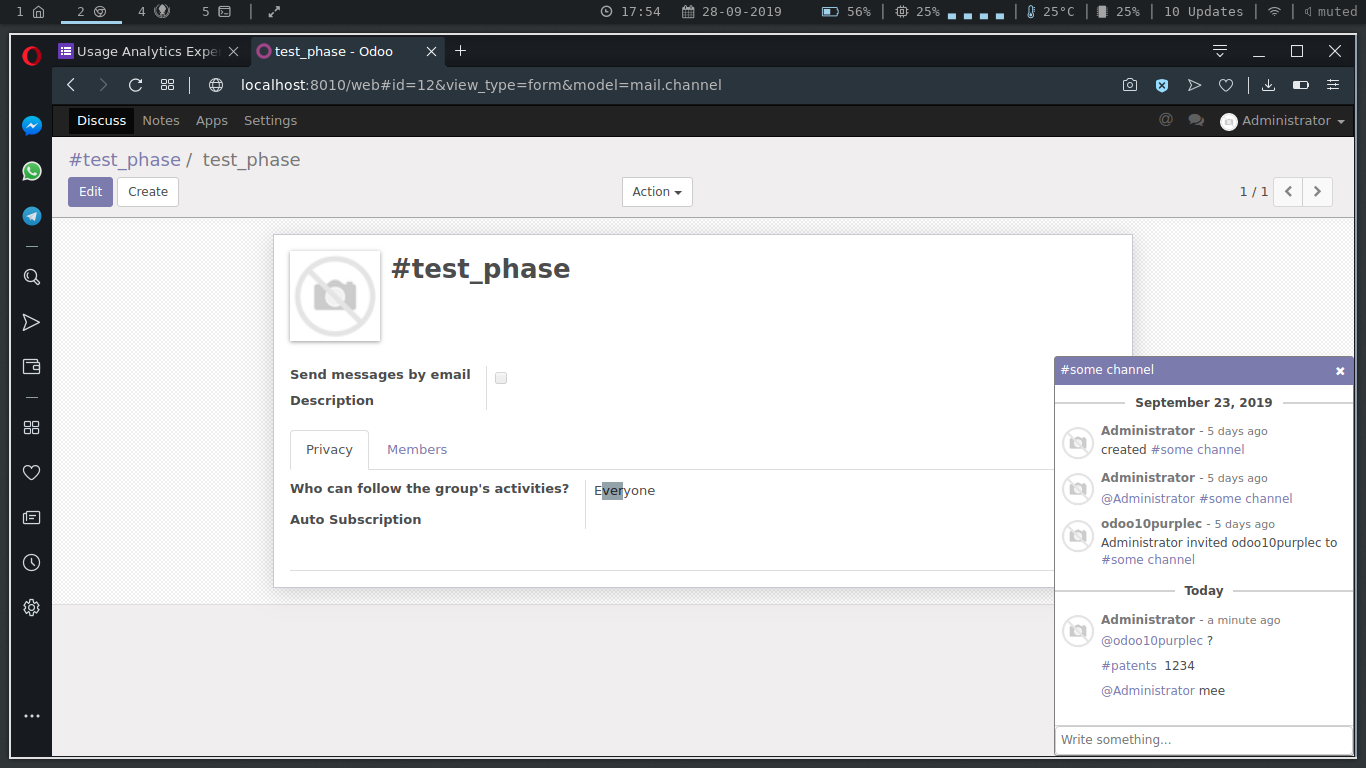 1 2 4 5 17:54 28-09-2019 56% 25% 25°C 25% 10 Updates muted
Usage Analytics Expe
test_phase - Odoo
localhost:8010/web#id=12&view_type=form&model=mail.channel
Discuss Notes Apps Settings @ Administrator
#test_phase / test_phase
Edit Create Action 1 / 1
#test_phase
Send messages by email
Description
Privacy Members
Who can follow the group's activities? Everyone
Auto Subscription
#some channel
September 23, 2019
Administrator - 5 days ago
created #some channel
Administrator - 5 days ago
@Administrator #some channel
odoo10purplec - 5 days ago
Administrator invited odoo10purplec to
#some channel
Today
Administrator - a minute ago
@odoo10purplec ?
#patents 1234
@Administrator mee
Write something...